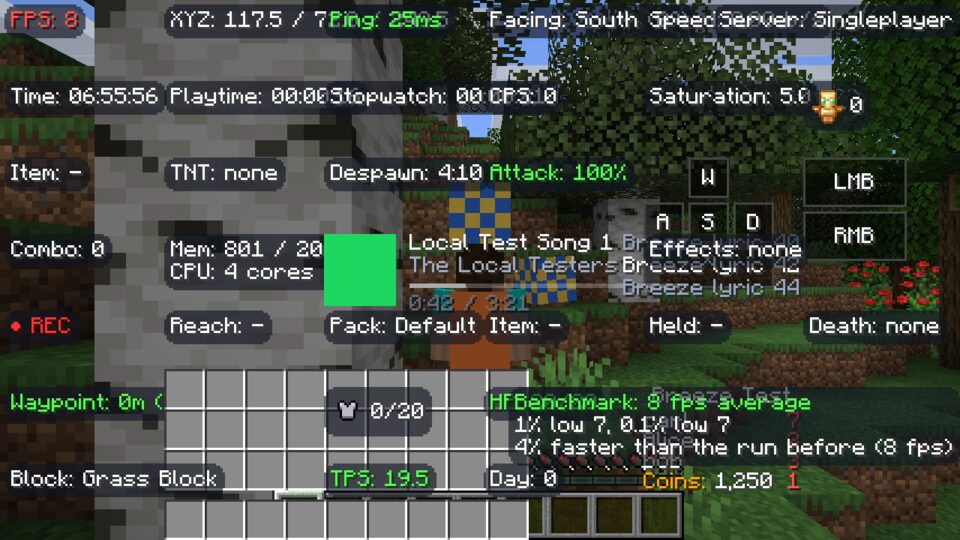 FPS: 8
XYZ: 117.5 / 7
Ping: 25ms
Facing: South
Speed
Server: Singleplayer
Time: 06:55:56
Playtime: 00:00
Stopwatch: 00
CPS:
Saturation: 5.0
0
Item: -
TNT: none
Despawn: 4:10
Attack: 100%
W
LMB
A S D
RMB
Combo: 0
Mem: 801 / 20
CPU: 4 cores
Local Test Song 1
The Local Testers
0:42 / 3:21
Effects: none
Breeze lyric 42
Breeze lyric 44
● REC
Reach: -
Pack: Default
Item: -
Held: -
Death: none
Waypoint: 0m (
0/20
Breeze Test
Benchmark: 8 fps average
1% low 7, 0.1% low 7
4% faster than the run before (8 fps)
Block: Grass Block
TPS: 19.5
Day: 0
Coins: 1,250
1